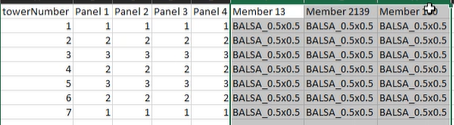 towerNumber Panel 1 Panel 2 Panel 3 Panel 4 Member 13 Member 2139 Member
1 1 1 1 1 BALSA_0.5x0.5 BALSA_0.5x0.5 BALSA_0.5x0.5
2 2 2 2 2 BALSA_0.5x0.5 BALSA_0.5x0.5 BALSA_0.5x0.5
3 3 3 3 3 BALSA_0.5x0.5 BALSA_0.5x0.5 BALSA_0.5x0.5
4 2 2 2 2 BALSA_0.5x0.5 BALSA_0.5x0.5 BALSA_0.5x0.5
5 3 3 3 3 BALSA_0.5x0.5 BALSA_0.5x0.5 BALSA_0.5x0.5
6 2 2 2 2 BALSA_0.5x0.5 BALSA_0.5x0.5 BALSA_0.5x0.5
7 1 1 1 1 BALSA_0.5x0.5 BALSA_0.5x0.5 BALSA_0.5x0.5